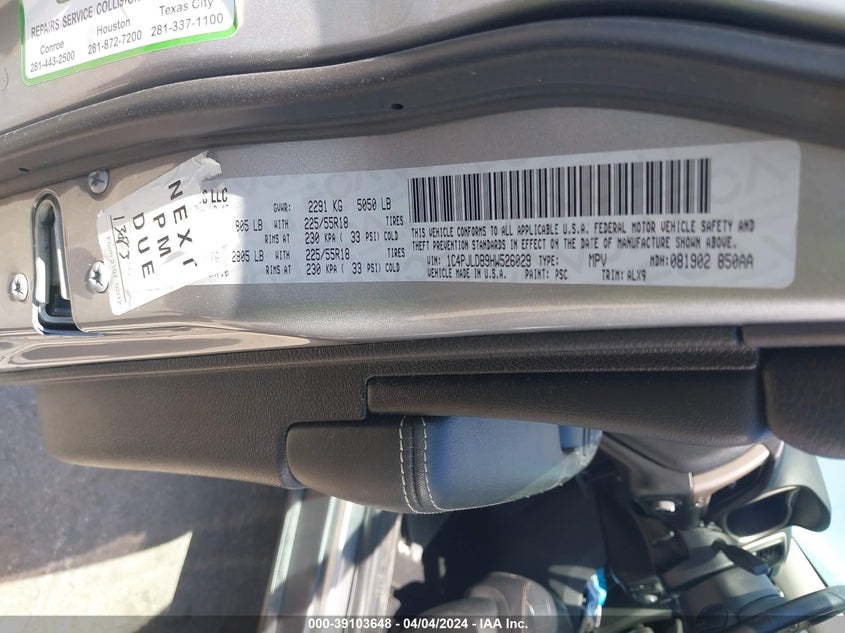 REPAIRS SERVICE COLLISION
Conroe Houston Texas City
281-443-2500 281-872-7200 281-337-1100
LLC
GVWR: 2291 KG 5050 LB
805 LB WITH 225/55R18 TIRES
RIMS AT 230 KPA ( 33 PSI) COLD
2805 LB WITH 225/55R18 TIRES
RIMS AT 230 KPA ( 33 PSI) COLD
THIS VEHICLE CONFORMS TO ALL APPLICABLE U.S.A. FEDERAL MOTOR VEHICLE SAFETY AND
THEFT PREVENTION STANDARDS IN EFFECT ON THE DATE OF MANUFACTURE SHOWN ABOVE.
VIN: 1C4PJLDB9HW526029 TYPE: MPV MDH: 081902 850AA
MADE IN U.S.A. PAINT: PSC TRIM: ALX9
NEXT
PM
DUE
000-39103648 - 04/04/2024 - IAA Inc.